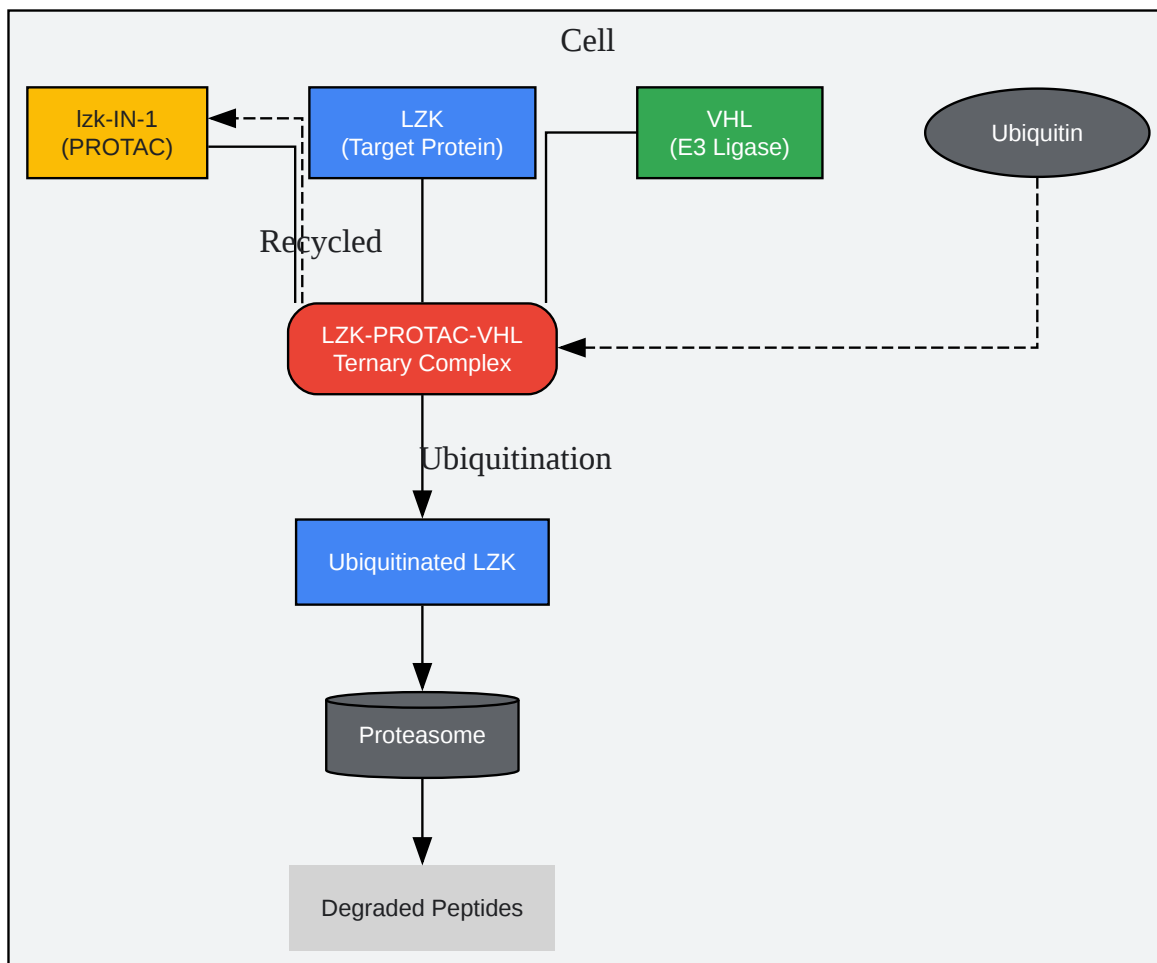 Cell
lzk-IN-1
(PROTAC)
LZK
(Target Protein)
VHL
(E3 Ligase)
Ubiquitin
Recycled
LZK-PROTAC-VHL
Ternary Complex
Ubiquitination
Ubiquitinated LZK
Proteasome
Degraded Peptides